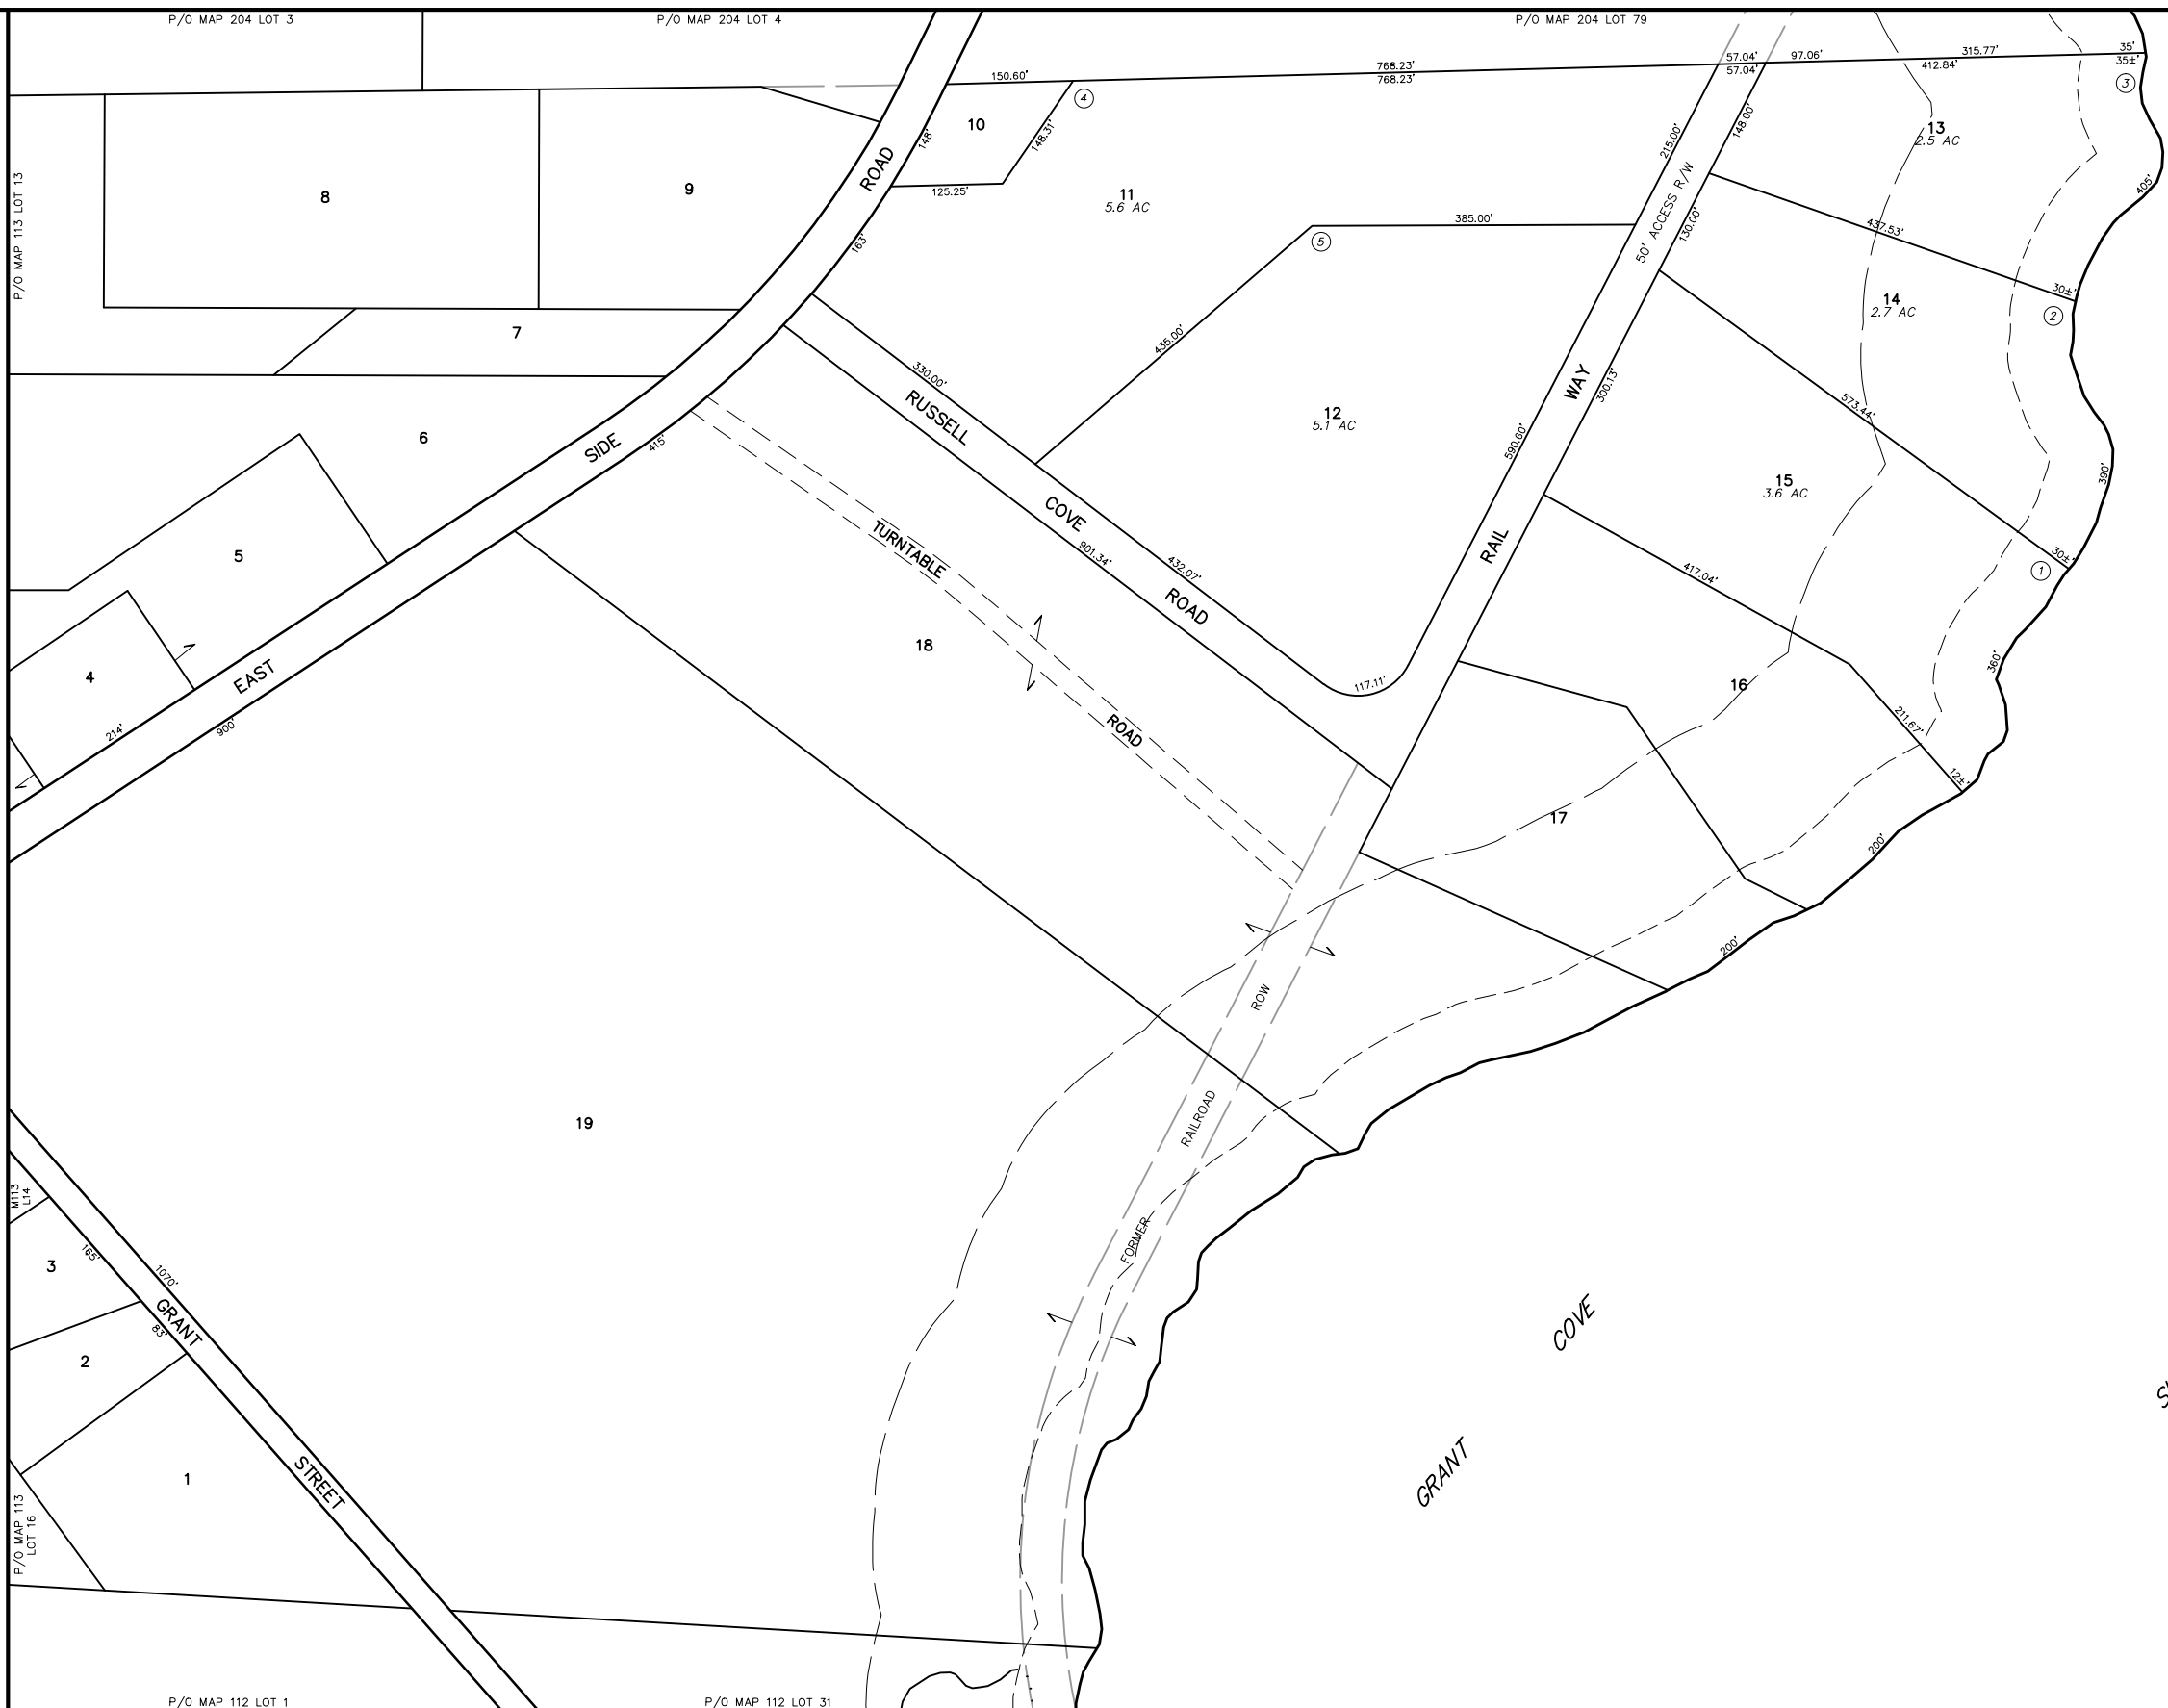 P/O MAP 204 LOT 3
P/O MAP 204 LOT 4
P/O MAP 204 LOT 79
150.60'
768.23'
768.23'
57.04'
57.04'
97.06'
315.77'
412.84'
35'
35±'
3
4
10
148'
148.31'
125.25'
ROAD
163'
11
5.6 AC
215.00'
148.00'
50' ACCESS R/W
130.00'
13
2.5 AC
405'
437.53'
30±'
2
14
2.7 AC
P/O MAP 113 LOT 13
8
9
7
385.00'
5
435.00'
330.00'
RUSSELL
COVE
ROAD
901.34'
432.07'
12
5.1 AC
WAY
RAIL
590.60'
300.13'
573.44'
390'
30±'
1
15
3.6 AC
417.04'
360'
211.67'
12±'
6
SIDE
415'
5
4
EAST
214'
900'
TURNTABLE
ROAD
18
117.11'
16
17
200'
200'
ROW
RAILROAD
FORMER
19
M113
L14
3
165'
1070'
GRANT
83'
2
STREET
1
P/O MAP 113
LOT 16
COVE
GRANT
P/O MAP 112 LOT 1
P/O MAP 112 LOT 31